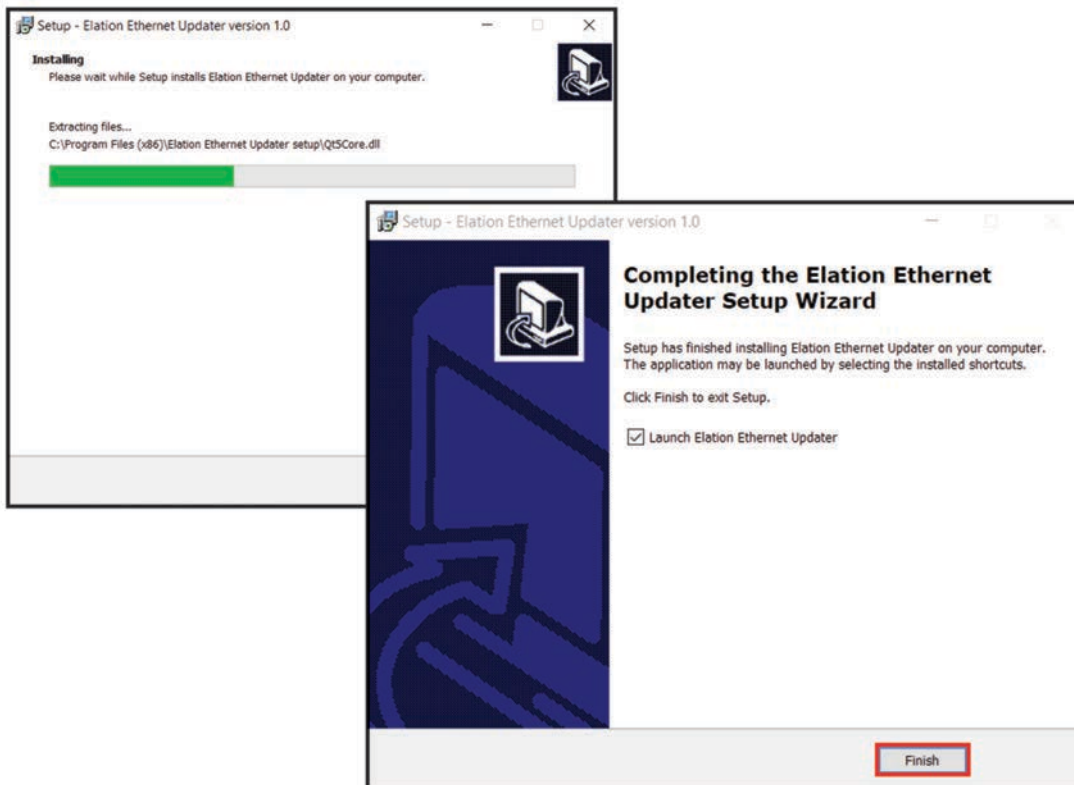 Setup - Elation Ethernet Updater version 1.0
Installing
Please wait while Setup installs Elation Ethernet Updater on your computer.
Extracting files...
C:\Program Files (x86)\Elation Ethernet Updater setup\Qt5Core.dll
Setup - Elation Ethernet Updater version 1.0
Completing the Elation Ethernet
Updater Setup Wizard
Setup has finished installing Elation Ethernet Updater on your computer.
The application may be launched by selecting the installed shortcuts.
Click Finish to exit Setup.
Launch Elation Ethernet Updater
Finish